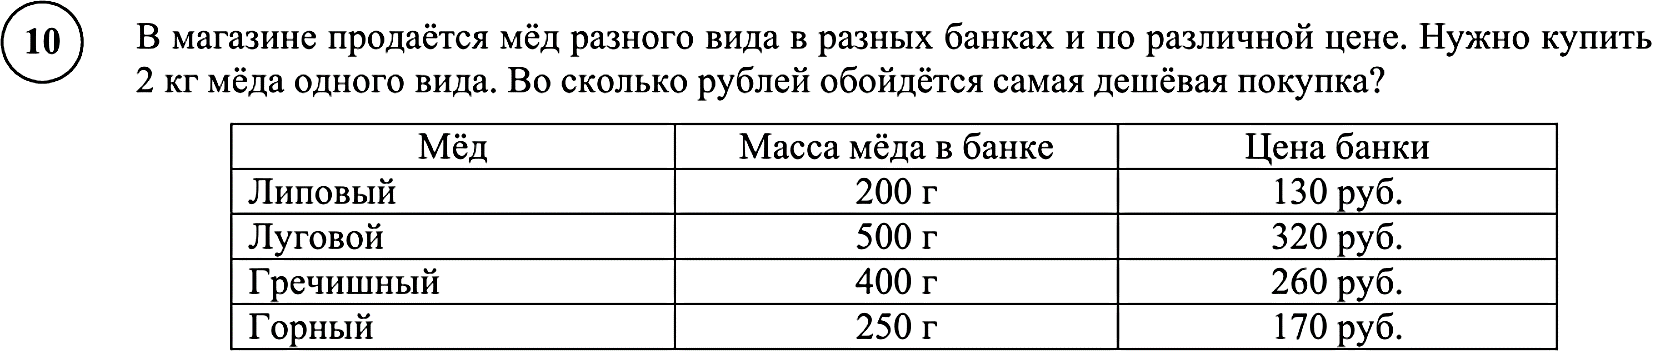 10
В магазине продаётся мёд разного вида в разных банках и по различной цене. Нужно купить
2 кг мёда одного вида. Во сколько рублей обойдётся самая дешёвая покупка?
Мёд Масса мёда в банке Цена банки
Липовый 200 г 130 руб.
Луговой 500 г 320 руб.
Гречишный 400 г 260 руб.
Горный 250 г 170 руб.